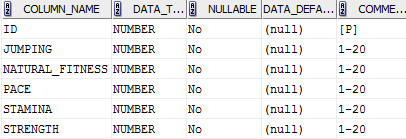 COLUMN_NAME DATA_T... NULLABLE DATA_DEFA... COMME...
ID NUMBER No (null) [P]
JUMPING NUMBER No (null) 1-20
NATURAL_FITNESS NUMBER No (null) 1-20
PACE NUMBER No (null) 1-20
STAMINA NUMBER No (null) 1-20
STRENGTH NUMBER No (null) 1-20